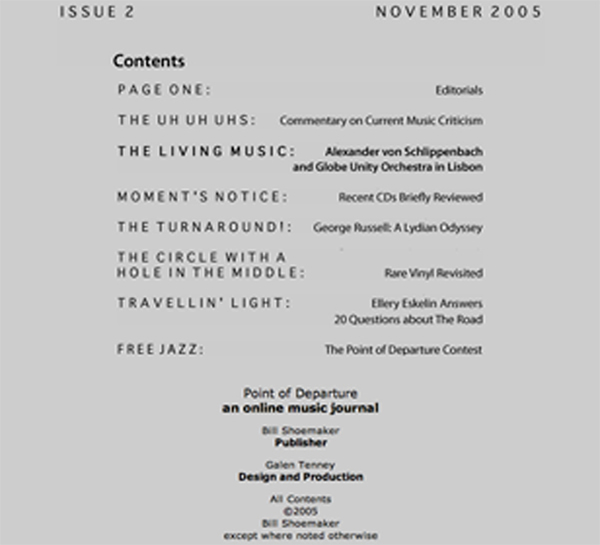 ISSUE 2 NOVEMBER 2005
Contents
PAGE ONE: Editorials
THE UH UH UHS: Commentary on Current Music Criticism
THE LIVING MUSIC: Alexander von Schlippenbach
and Globe Unity Orchestra in Lisbon
MOMENT'S NOTICE: Recent CDs Briefly Reviewed
THE TURNAROUND!: George Russell: A Lydian Odyssey
THE CIRCLE WITH A
HOLE IN THE MIDDLE: Rare Vinyl Revisited
TRAVELLIN' LIGHT: Ellery Eskelin Answers
20 Questions about The Road
FREE JAZZ: The Point of Departure Contest
Point of Departure
an online music journal
Bill Shoemaker
Publisher
Galen Tenney
Design and Production
All Contents
©2005
Bill Shoemaker
except where noted otherwise